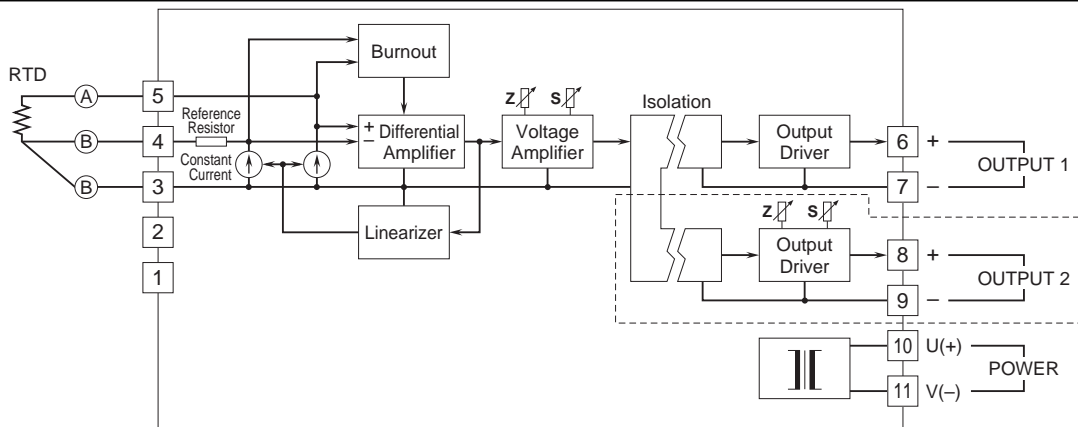 Burnout
RTD
A
5
Reference
Resistor
B
4
Constant
Current
B
3
2
1
+
−
Differential
Amplifier
Linearizer
Z
S
Voltage
Amplifier
Isolation
Output
Driver
6
+
OUTPUT 1
7
−
Z
S
Output
Driver
8
+
OUTPUT 2
9
−
10
U(+)
POWER
11
V(−)